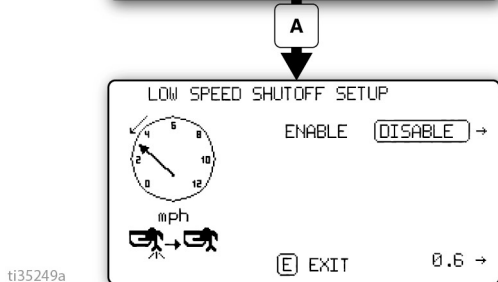 A
LOW SPEED SHUTOFF SETUP
ENABLE DISABLE →
6
4 8
2 10
0 12
mph
E EXIT 0.6 →
ti35249a